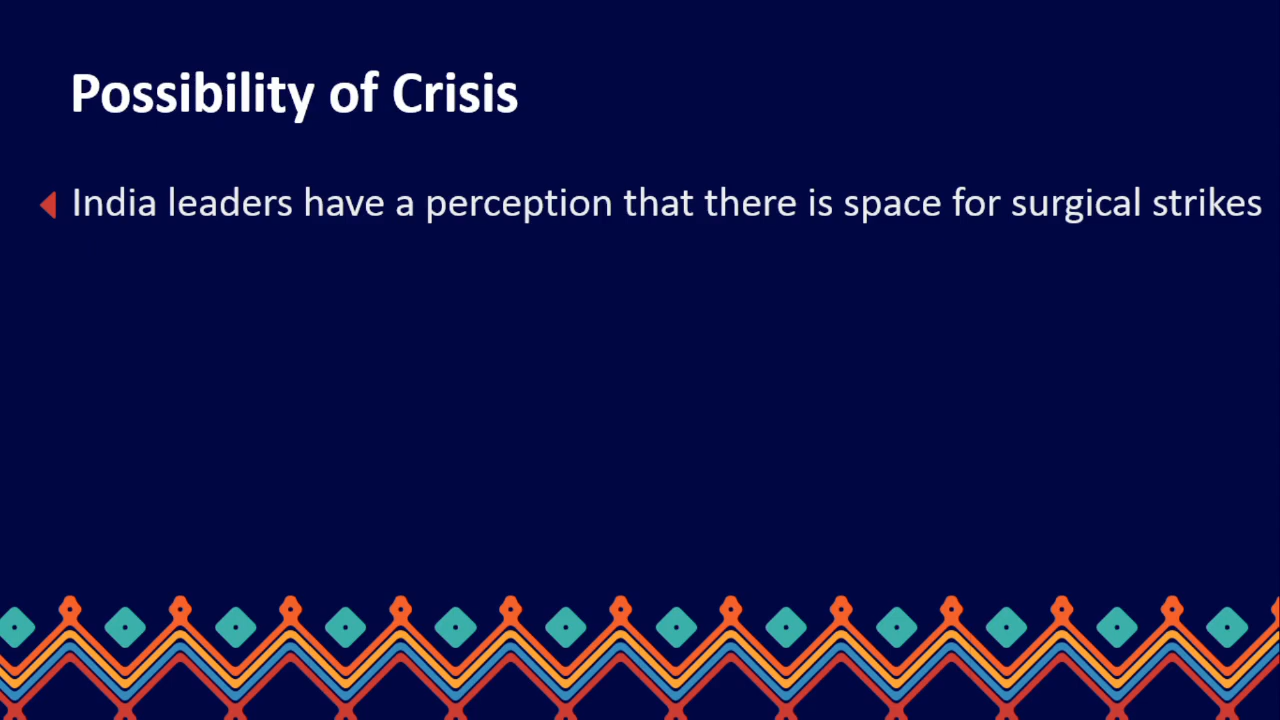 Possibility of Crisis
India leaders have a perception that there is space for surgical strikes